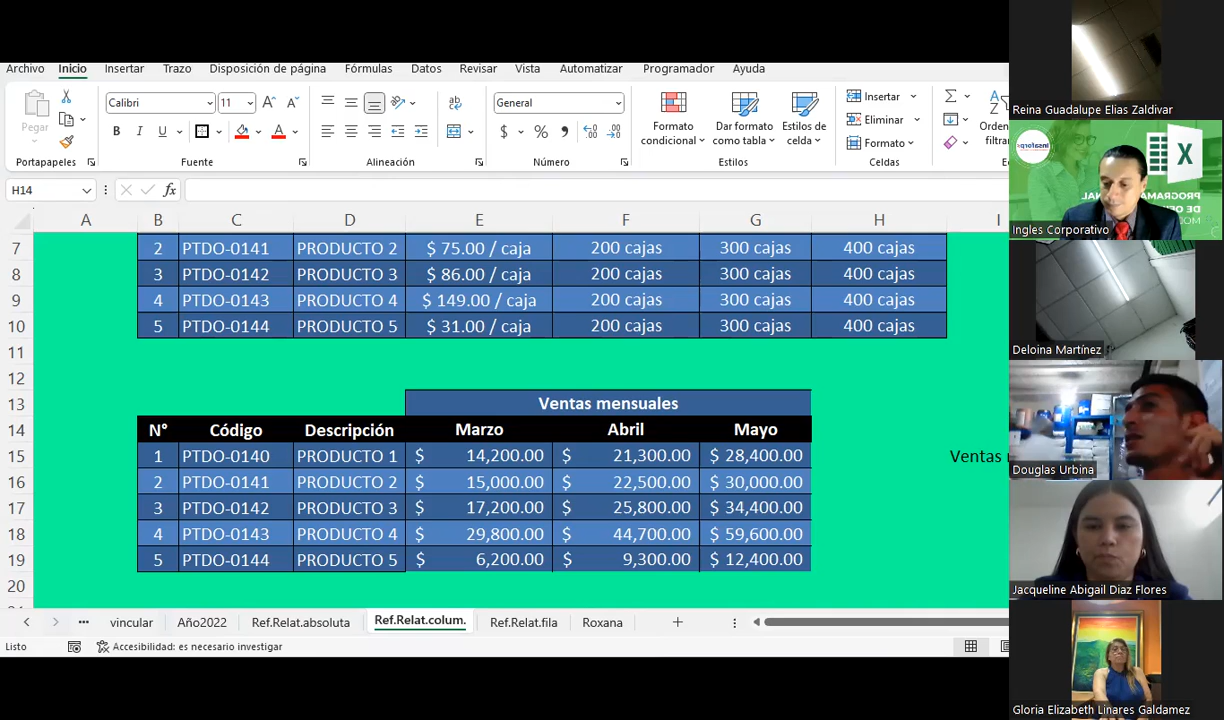 Archivo Inicio Insertar Trazo Disposición de página Fórmulas Datos Revisar Vista Automatizar Programador Ayuda
Pegar
Portapapeles
Calibri 11
N K S
Fuente
Alineación
General
$ % 000
Número
Formato condicional
Dar formato como tabla
Estilos de celda
Estilos
Insertar
Eliminar
Formato
Celdas
H14 fx
A B C D E F G H I
7 2 PTDO-0141 PRODUCTO 2 $ 75.00 / caja 200 cajas 300 cajas 400 cajas
8 3 PTDO-0142 PRODUCTO 3 $ 86.00 / caja 200 cajas 300 cajas 400 cajas
9 4 PTDO-0143 PRODUCTO 4 $ 149.00 / caja 200 cajas 300 cajas 400 cajas
10 5 PTDO-0144 PRODUCTO 5 $ 31.00 / caja 200 cajas 300 cajas 400 cajas
11
12
13 Ventas mensuales
14 N° Código Descripción Marzo Abril Mayo
15 1 PTDO-0140 PRODUCTO 1 $ 14,200.00 $ 21,300.00 $ 28,400.00 Ventas
16 2 PTDO-0141 PRODUCTO 2 $ 15,000.00 $ 22,500.00 $ 30,000.00
17 3 PTDO-0142 PRODUCTO 3 $ 17,200.00 $ 25,800.00 $ 34,400.00
18 4 PTDO-0143 PRODUCTO 4 $ 29,800.00 $ 44,700.00 $ 59,600.00
19 5 PTDO-0144 PRODUCTO 5 $ 6,200.00 $ 9,300.00 $ 12,400.00
20
vincular Año2022 Ref.Relat.absoluta Ref.Relat.colum. Ref.Relat.fila Roxana
Listo Accesibilidad: es necesario investigar
Reina Guadalupe Elias Zaldivar
Ingles Corporativo
Deloina Martínez
Douglas Urbina
Jacqueline Abigail Diaz Flores
Gloria Elizabeth Linares Galdamez